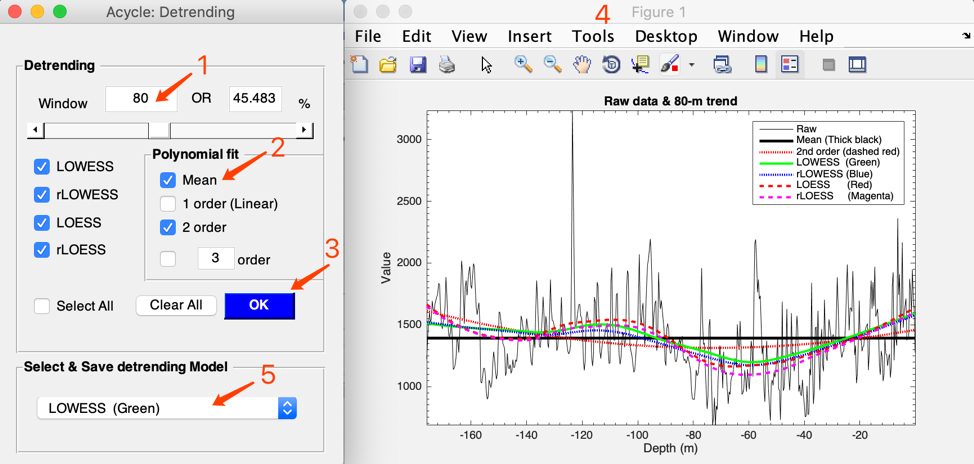 Acycle: Detrending
Detrending
1
Window 80 OR 45.483 %
LOWESS
rLOWESS
LOESS
rLOESS
Polynomial fit
2
Mean
1 order (Linear)
2 order
3 order
3
Select All Clear All OK
Select & Save detrending Model
5
LOWESS (Green)
4
Figure 1
File Edit View Insert Tools Desktop Window Help
Raw data & 80-m trend
Raw
Mean (Thick black)
2nd order (dashed red)
LOWESS (Green)
rLOWESS (Blue)
LOESS (Red)
rLOESS (Magenta)
Value
3000
2500
2000
1500
1000
-160 -140 -120 -100 -80 -60 -40 -20
Depth (m)